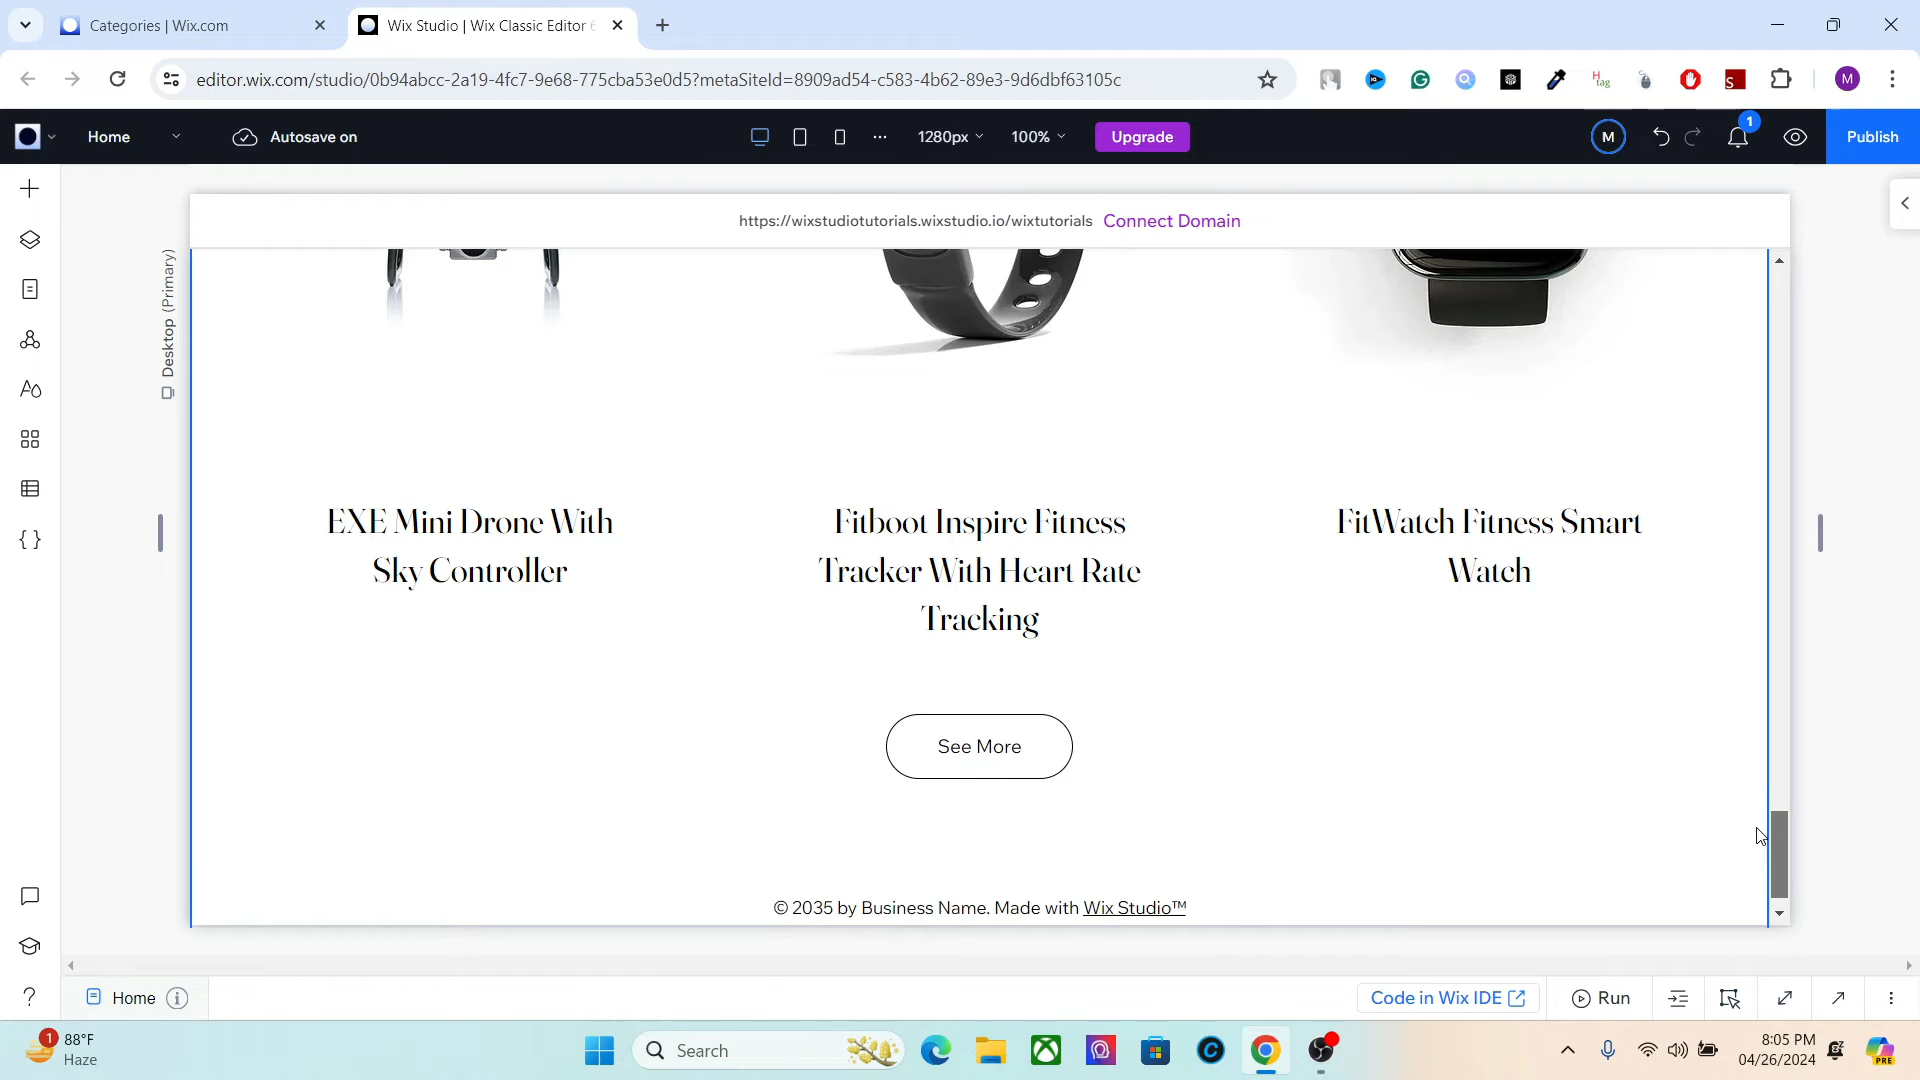 Categories | Wix.com
Wix Studio | Wix Classic Editor
editor.wix.com/studio/0b94abcc-2a19-4fc7-9e68-775cba53e0d5?metaSiteId=8909ad54-c583-4b62-89e3-9d6dbf63105c
H
tag
S
M
Home
Autosave on
1280px
100%
Upgrade
M
1
Publish
https://wixstudiotutorials.wixstudio.io/wixtutorials Connect Domain
Desktop (Primary)
EXE Mini Drone With
Sky Controller
Fitboot Inspire Fitness
Tracker With Heart Rate
Tracking
FitWatch Fitness Smart
Watch
See More
© 2035 by Business Name. Made with Wix Studio™
Home
Code in Wix IDE
Run
1
88°F
Haze
Search
8:05 PM
04/26/2024
PRE